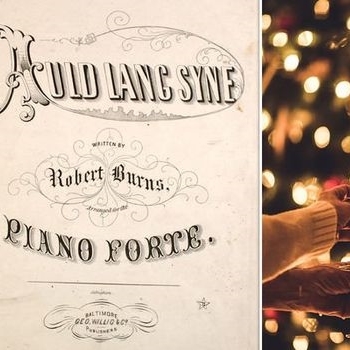 AULD LANG SYNE
WRITTEN BY
Robert Burns.
Arranged for the
PIANO FORTE.
BALTIMORE
GEO. WILLIG & Co
PUBLISHERS